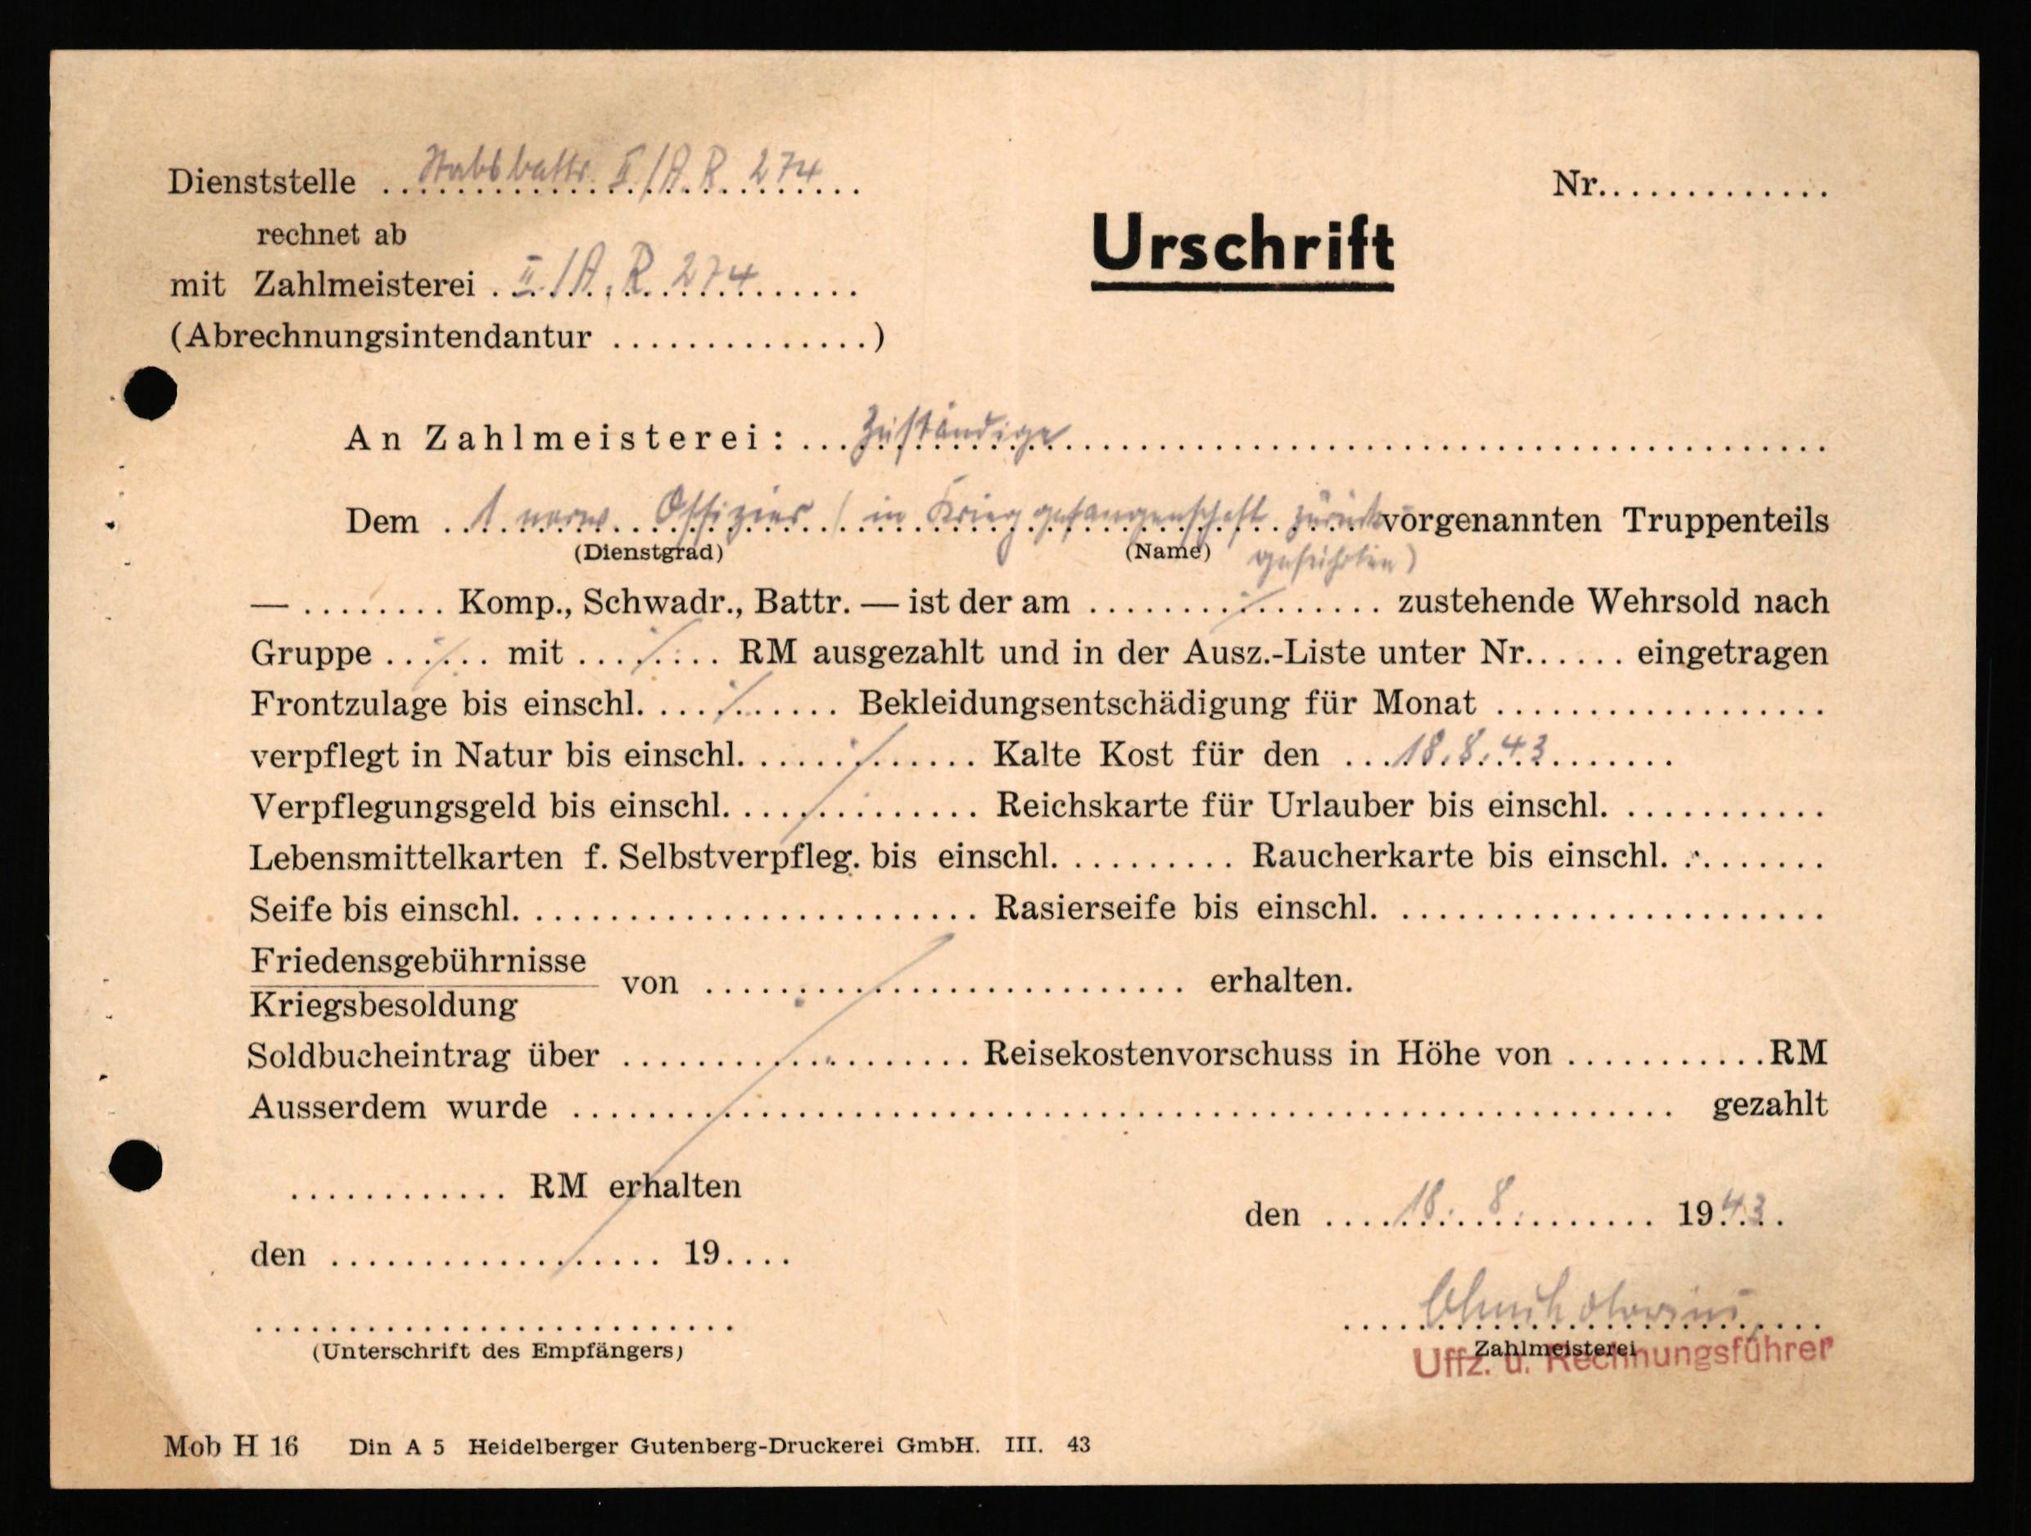 Dienststelle Stabsbattr. II/A.R. 274
Nr.............
rechnet ab
Urschrift
mit Zahlmeisterei II./A.R. 274
(Abrechnungsintendantur ..............)
An Zahlmeisterei: Zuständige
Dem 1 norw. Offizier (in Krieggefangenschaft zurück vorgenannten Truppenteils
(Dienstgrad) (Name) geführten)
— ........ Komp., Schwadr., Battr. — ist der am ./. zustehende Wehrsold nach
Gruppe ./. mit ./. RM ausgezahlt und in der Ausz.-Liste unter Nr...... eingetragen
Frontzulage bis einschl. ./. Bekleidungsentschädigung für Monat ..................
verpflegt in Natur bis einschl. ./. Kalte Kost für den 18.8.43
Verpflegungsgeld bis einschl. ............. Reichskarte für Urlauber bis einschl. ...........
Lebensmittelkarten f. Selbstverpfleg. bis einschl. ......... Raucherkarte bis einschl. ........
Seife bis einschl. ........................ Rasierseife bis einschl. .......................
Friedensgebührnisse
von .......................... erhalten.
Kriegsbesoldung
Soldbucheintrag über ................... Reisekostenvorschuss in Höhe von ...........RM
Ausserdem wurde ............................................................ gezahlt
............ RM erhalten
den 18. 8. 1943
den .................. 19....
(Unterschrift des Empfängers)
Zahlmeisterei
Uffz. u. Rechnungsführer
Mob H 16 Din A 5 Heidelberger Gutenberg-Druckerei GmbH. III. 43